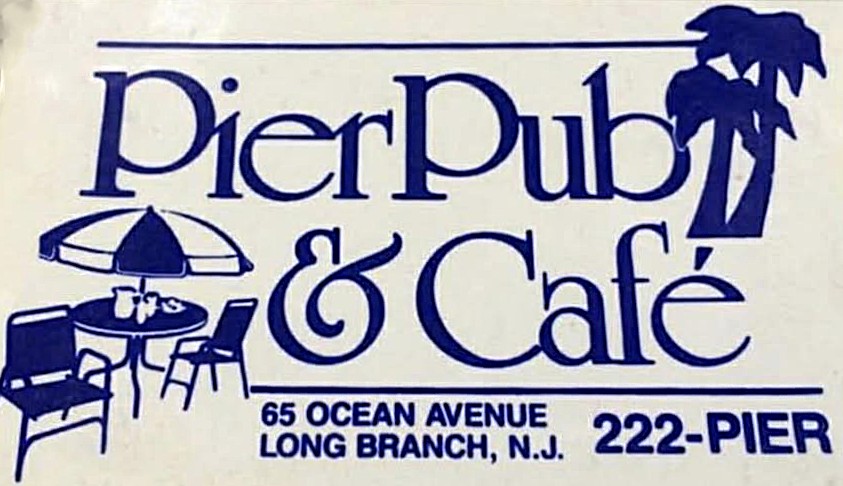 Pier Pub
& Café
65 OCEAN AVENUE
LONG BRANCH, N.J.
222-PIER